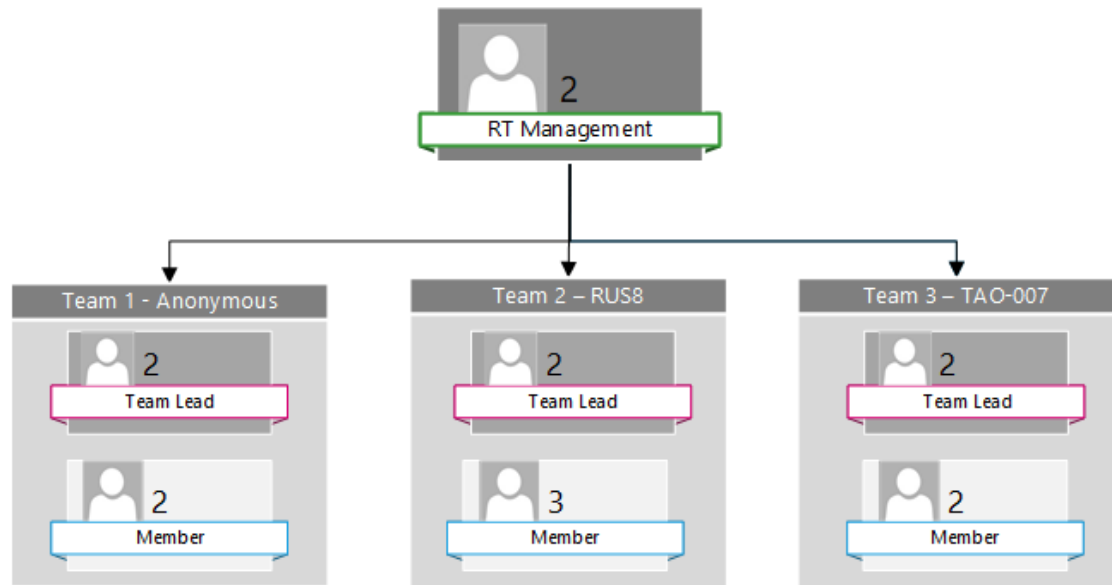 2
RT Management
Team 1 - Anonymous
2
Team Lead
2
Member
Team 2 – RUS8
2
Team Lead
3
Member
Team 3 – TAO-007
2
Team Lead
2
Member